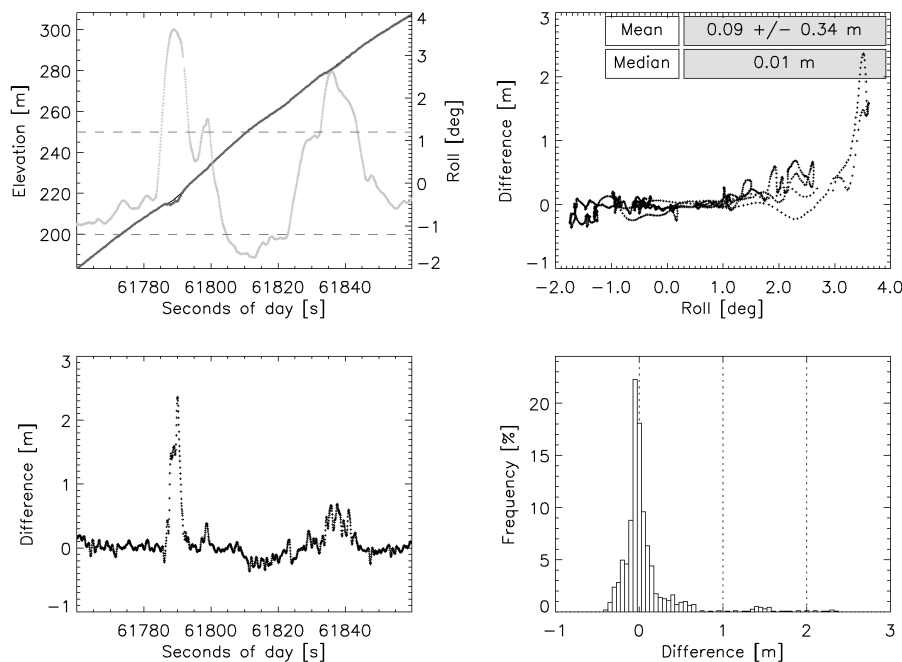 300
280
260
240
220
200
Elevation [m]
4
3
2
1
0
-1
-2
Roll [deg]
61780 61800 61820 61840
Seconds of day [s]
Mean 0.09 +/- 0.34 m
Median 0.01 m
3
2
1
0
-1
Difference [m]
-2.0 -1.0 0.0 1.0 2.0 3.0 4.0
Roll [deg]
3
2
1
0
-1
Difference [m]
61780 61800 61820 61840
Seconds of day [s]
20
15
10
5
0
Frequency [%]
-1 0 1 2 3
Difference [m]